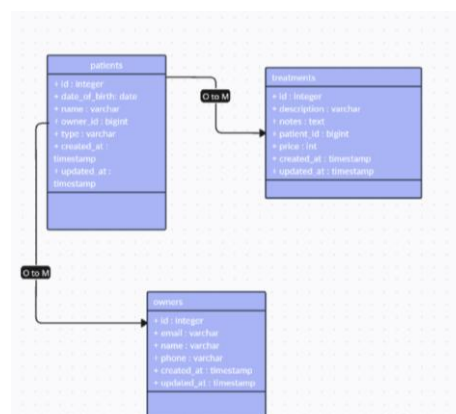 patients
+ id : integer
+ date_of_birth: date
+ name : varchar
+ owner_id : bigint
+ type : varchar
+ created_at :
timestamp
+ updated_at :
timestamp
O to M
treatments
+ id : integer
+ description : varchar
+ notes : text
+ patient_id : bigint
+ price : int
+ created_at : timestamp
+ updated_at : timestamp
O to M
owners
+ id : integer
+ email : varchar
+ name : varchar
+ phone : varchar
+ created_at : timestamp
+ updated_at : timestamp